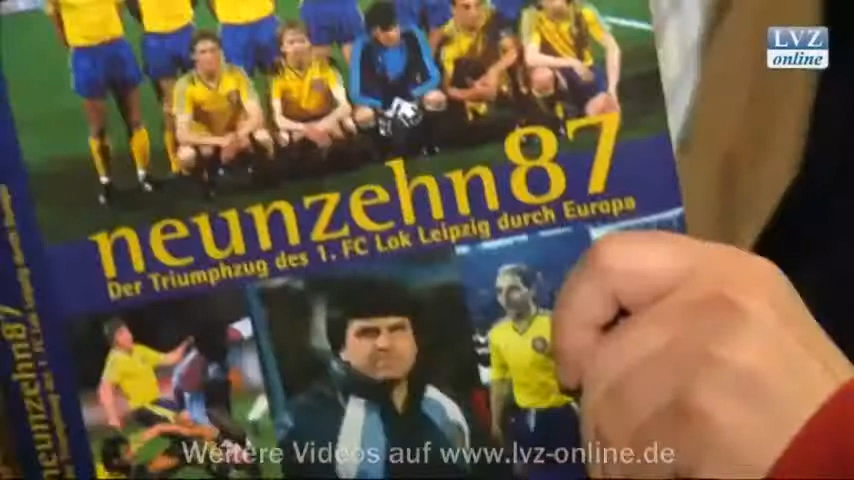 LVZ
online
neunzehn87
Der Triumphzug des 1. FC Lok Leipzig durch Europa
neunzehn87
Weitere Videos auf www.lvz-online.de